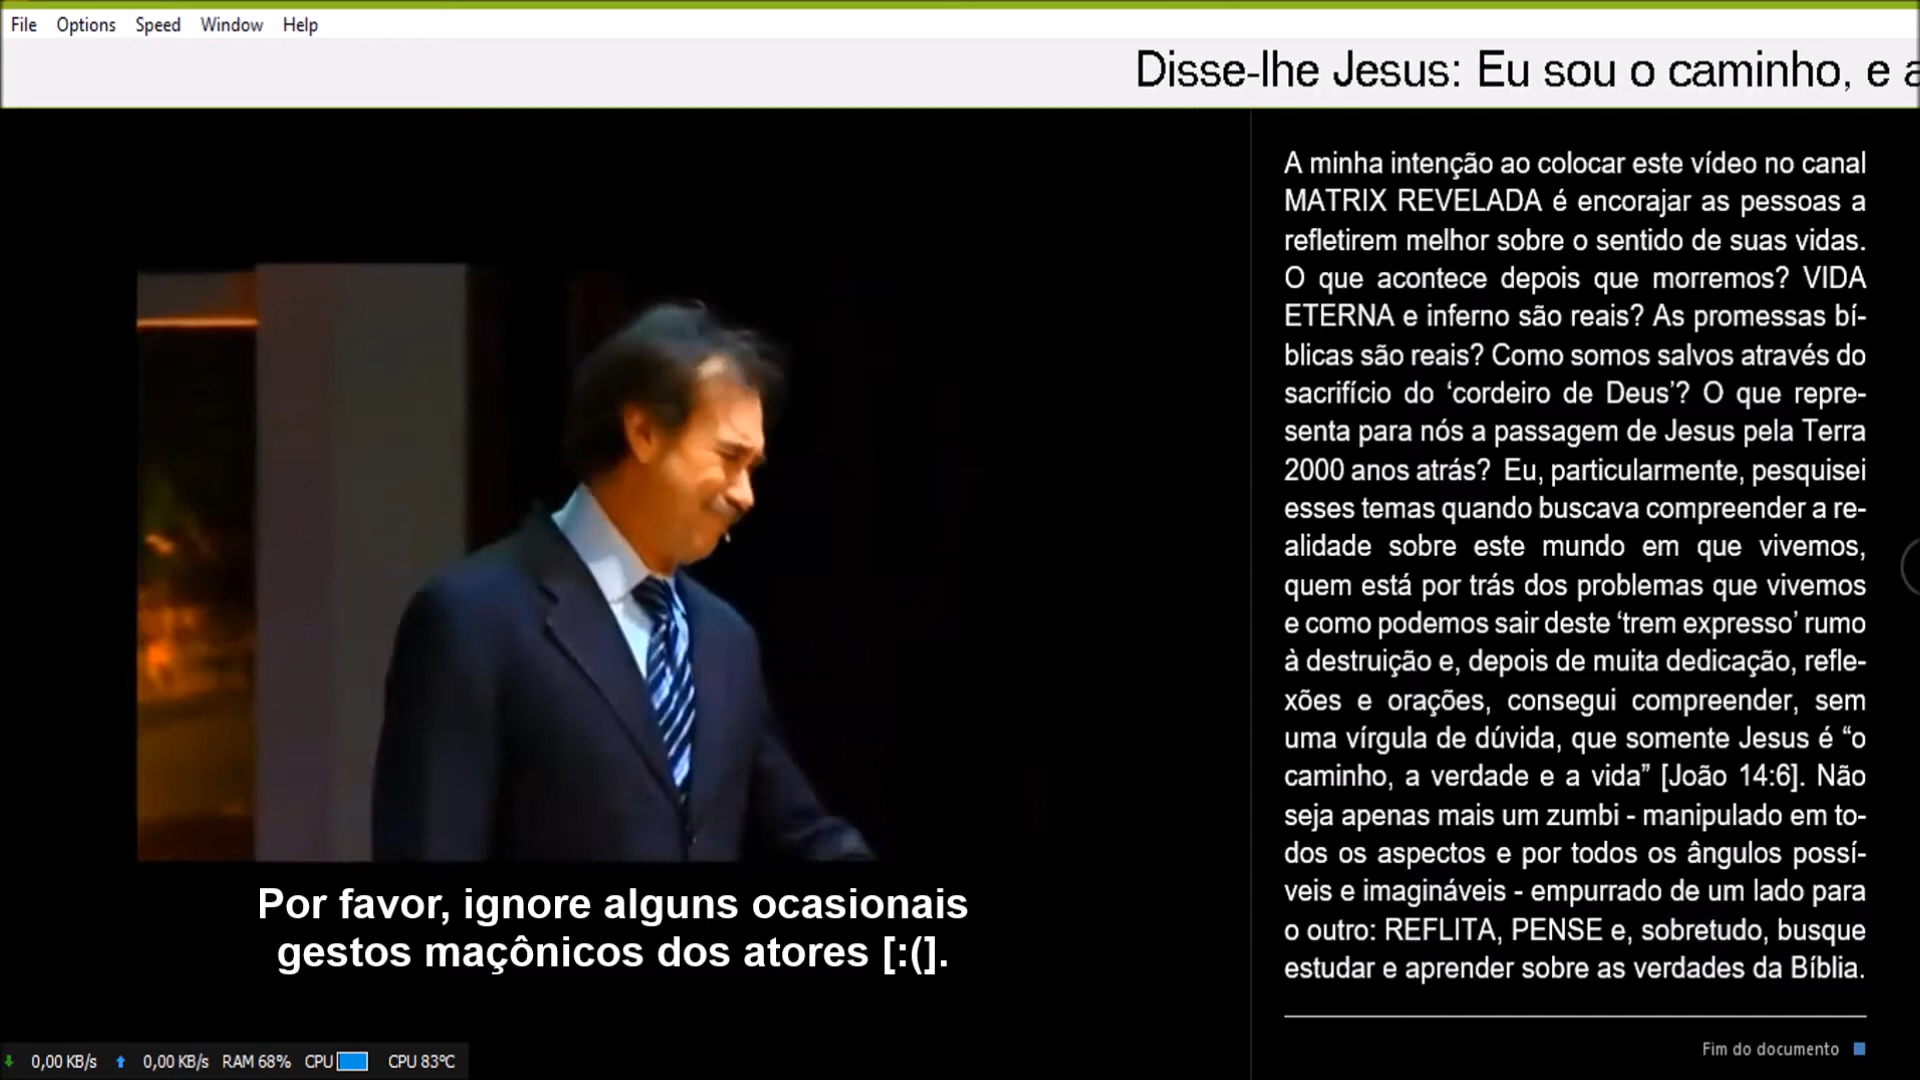 File Options Speed Window Help
Disse-lhe Jesus: Eu sou o caminho, e a
A minha intenção ao colocar este vídeo no canal
MATRIX REVELADA é encorajar as pessoas a
refletirem melhor sobre o sentido de suas vidas.
O que acontece depois que morremos? VIDA
ETERNA e inferno são reais? As promessas bí-
blicas são reais? Como somos salvos através do
sacrifício do ‘cordeiro de Deus’? O que repre-
senta para nós a passagem de Jesus pela Terra
2000 anos atrás? Eu, particularmente, pesquisei
esses temas quando buscava compreender a re-
alidade sobre este mundo em que vivemos,
quem está por trás dos problemas que vivemos
e como podemos sair deste ‘trem expresso’ rumo
à destruição e, depois de muita dedicação, refle-
xões e orações, consegui compreender, sem
uma vírgula de dúvida, que somente Jesus é “o
caminho, a verdade e a vida” [João 14:6]. Não
seja apenas mais um zumbi - manipulado em to-
dos os aspectos e por todos os ângulos possí-
veis e imagináveis - empurrado de um lado para
o outro: REFLITA, PENSE e, sobretudo, busque
estudar e aprender sobre as verdades da Bíblia.
Fim do documento
Por favor, ignore alguns ocasionais
gestos maçônicos dos atores [:(].
0,00 KB/s 0,00 KB/s RAM 68% CPU CPU 83ºC